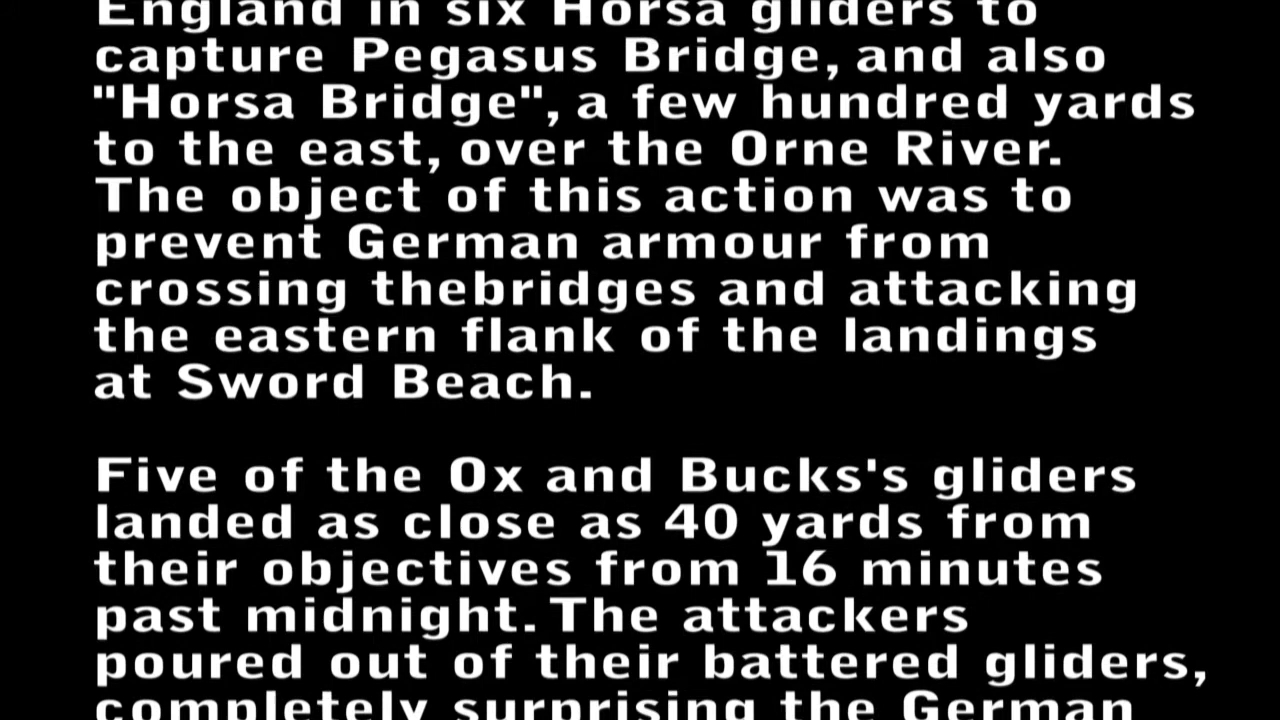 England in six Horsa gliders to
capture Pegasus Bridge, and also
"Horsa Bridge", a few hundred yards
to the east, over the Orne River.
The object of this action was to
prevent German armour from
crossing thebridges and attacking
the eastern flank of the landings
at Sword Beach.
Five of the Ox and Bucks's gliders
landed as close as 40 yards from
their objectives from 16 minutes
past midnight. The attackers
poured out of their battered gliders,
completely surprising the German